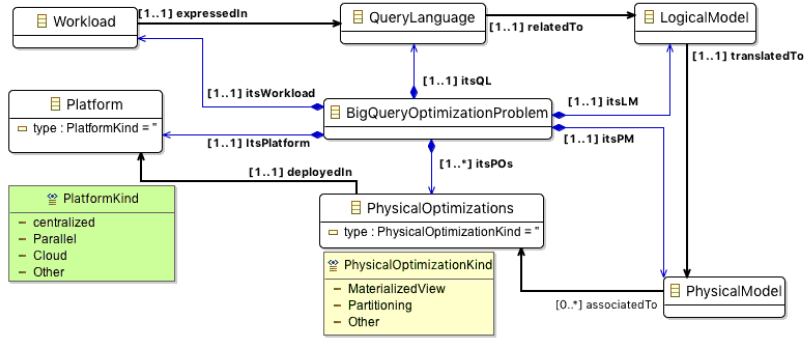 Workload
[1..1] expressedIn
QueryLanguage
[1..1] relatedTo
LogicalModel
[1..1] translatedTo
[1..1] itsWorkload
[1..1] itsQL
Platform
type : PlatformKind = "
BigQueryOptimizationProblem
[1..1] itsLM
[1..1] ItsPlatform
[1..1] itsPM
[1..*] itsPOs
[1..1] deployedIn
PlatformKind
centralized
Parallel
Cloud
Other
PhysicalOptimizations
type : PhysicalOptimizationKind = "
PhysicalOptimizationKind
MaterializedView
Partitioning
Other
PhysicalModel
[0..*] associatedTo